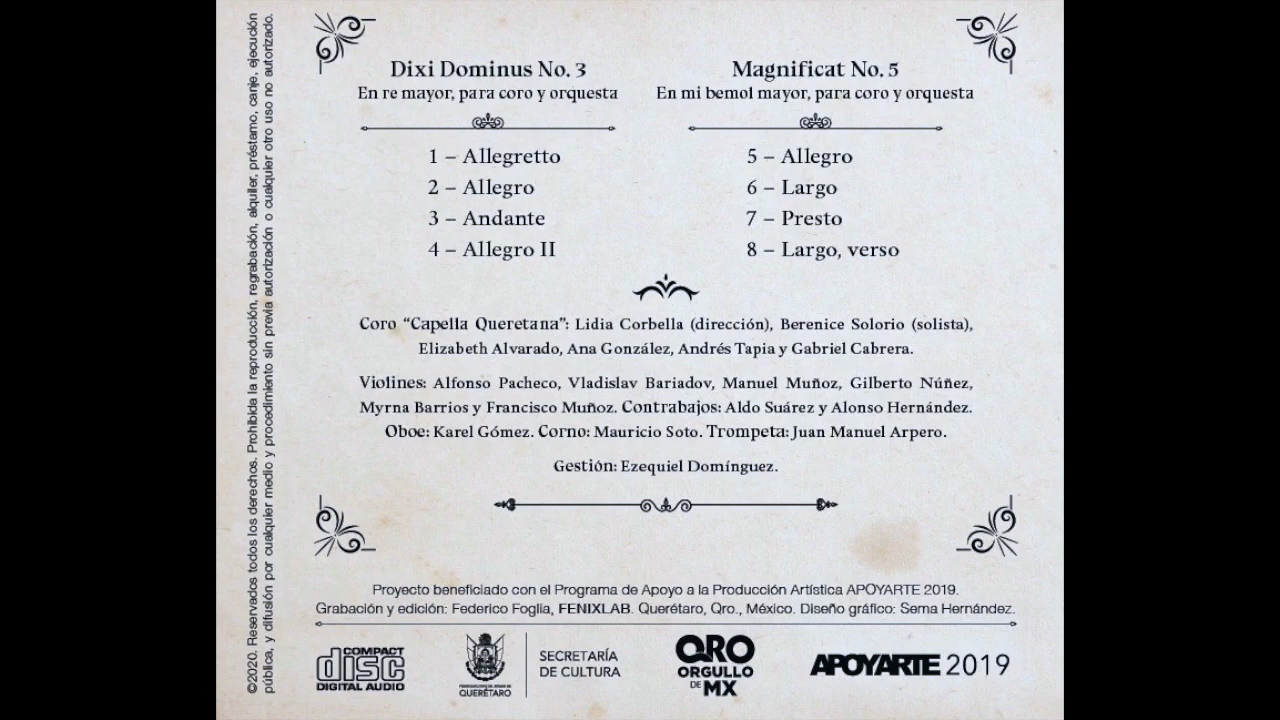 ©2020. Reservados todos los derechos. Prohibida la reproducción, regrabación, alquiler, préstamo, canje, ejecución
pública, y difusión por cualquier medio y procedimiento sin previa autorización o cualquier otro uso no autorizado.
Dixi Dominus No. 3
En re mayor, para coro y orquesta
1 – Allegretto
2 – Allegro
3 – Andante
4 – Allegro II
Magnificat No. 5
En mi bemol mayor, para coro y orquesta
5 – Allegro
6 – Largo
7 – Presto
8 – Largo, verso
Coro “Capella Queretana”: Lidia Corbella (dirección), Berenice Solorio (solista),
Elizabeth Alvarado, Ana González, Andrés Tapia y Gabriel Cabrera.
Violines: Alfonso Pacheco, Vladislav Bariadov, Manuel Muñoz, Gilberto Núñez,
Myrna Barrios y Francisco Muñoz. Contrabajos: Aldo Suárez y Alonso Hernández.
Oboe: Karel Gómez. Corno: Mauricio Soto. Trompeta: Juan Manuel Arpero.
Gestión: Ezequiel Domínguez.
Proyecto beneficiado con el Programa de Apoyo a la Producción Artística APOYARTE 2019.
Grabación y edición: Federico Foglia, FENIXLAB. Querétaro, Qro., México. Diseño gráfico: Sema Hernández.
COMPACT
disc
DIGITAL AUDIO
QUERÉTARO
SECRETARÍA
DE CULTURA
QRO
ORGULLO
DE MX
APOYARTE 2019